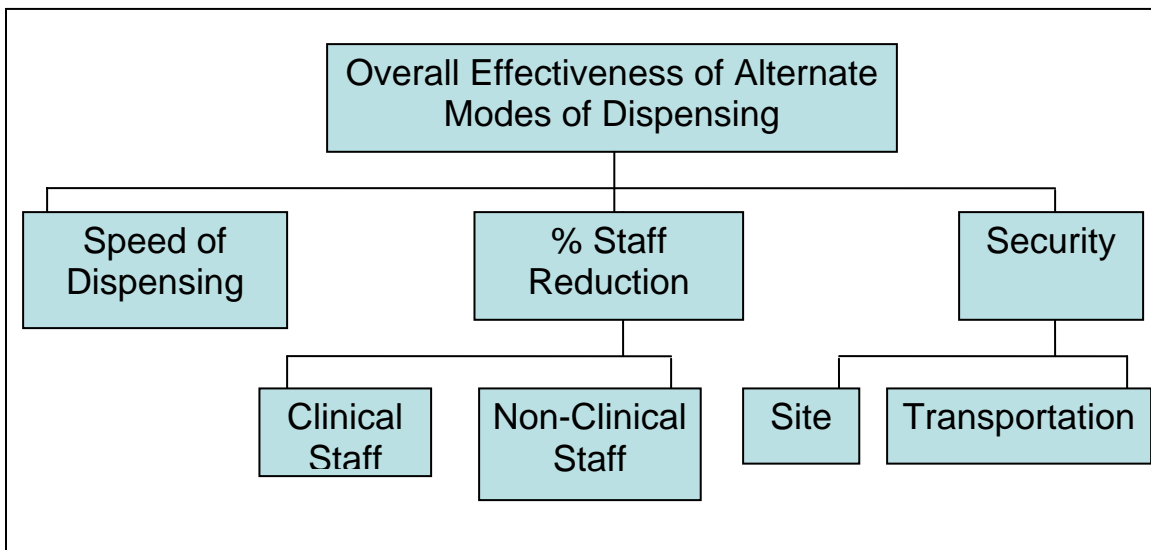 Overall Effectiveness of Alternate
Modes of Dispensing
Speed of
Dispensing
% Staff
Reduction
Security
Clinical
Staff
Non-Clinical
Staff
Site
Transportation